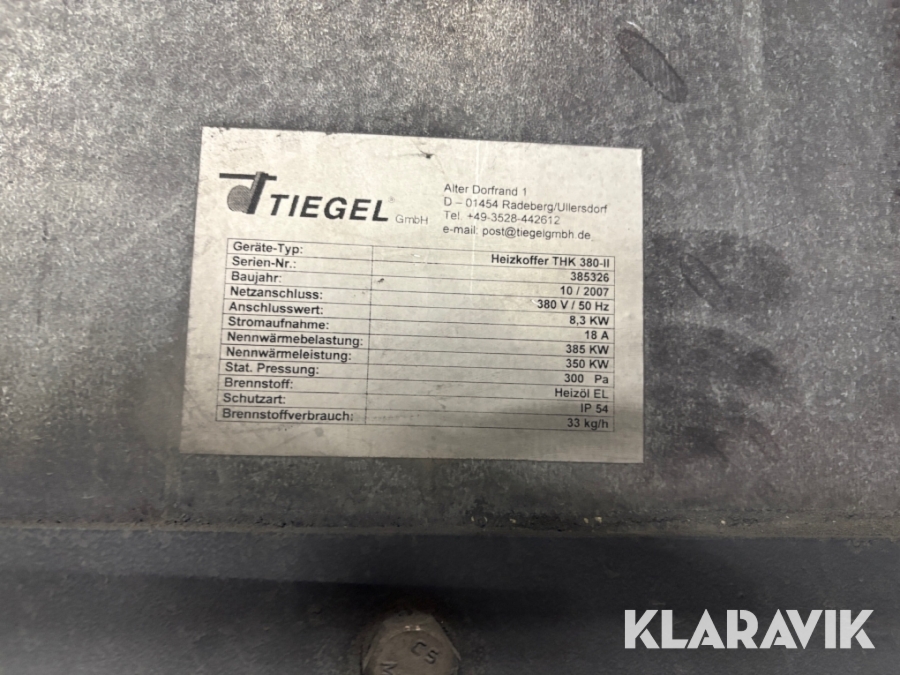 TIEGEL GmbH
Alter Dorfrand 1
D – 01454 Radeberg/Ullersdorf
Tel. +49-3528-442612
e-mail: post@tiegelgmbh.de
Geräte-Typ: Heizkoffer THK 380-II
Serien-Nr.: 385326
Baujahr: 10 / 2007
Netzanschluss: 380 V / 50 Hz
Anschlusswert: 8,3 KW
Stromaufnahme: 18 A
Nennwärmebelastung: 385 KW
Nennwärmeleistung: 350 KW
Stat. Pressung: 300 Pa
Brennstoff: Heizöl EL
Schutzart: IP 54
Brennstoffverbrauch: 33 kg/h
KLARAVIK